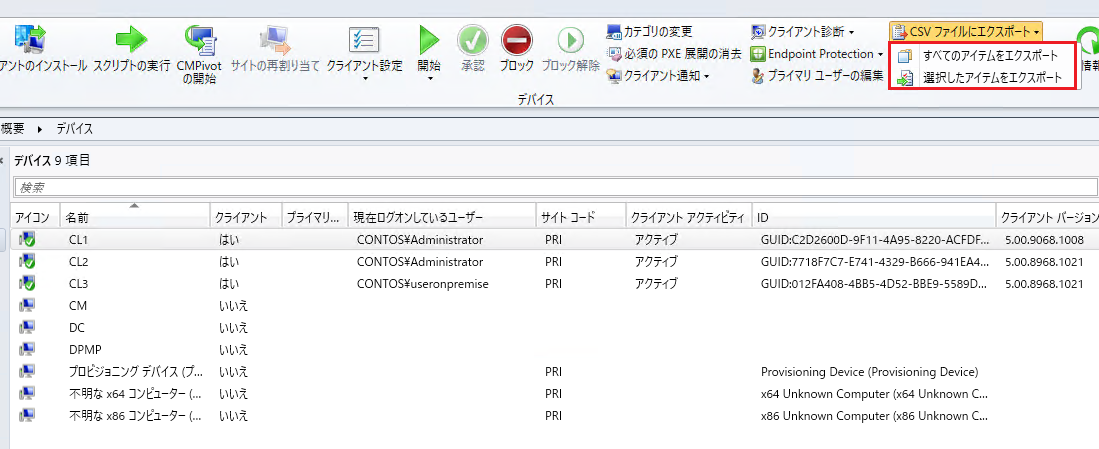 アントのインストール スクリプトの実行 CMPivot の開始 サイトの再割り当て クライアント設定 開始 承認 ブロック ブロック解除
カテゴリの変更 クライアント診断 CSV ファイルにエクスポート
必須の PXE 展開の消去 Endpoint Protection すべてのアイテムをエクスポート 情報
クライアント通知 プライマリ ユーザーの編集 選択したアイテムをエクスポート
デバイス
概要 デバイス
デバイス 9 項目
検索
アイコン 名前 クライアント プライマリ... 現在ログオンしているユーザー サイト コード クライアント アクティビティ ID クライアント バージョン
CL1 はい CONTOS¥Administrator PRI アクティブ GUID:C2D2600D-9F11-4A95-8220-ACFDF... 5.00.9068.1008
CL2 はい CONTOS¥Administrator PRI アクティブ GUID:7718F7C7-E741-4329-B666-941EA4... 5.00.8968.1021
CL3 はい CONTOS¥useronpremise PRI アクティブ GUID:012FA408-4BB5-4D52-BBE9-5589D... 5.00.8968.1021
CM いいえ
DC いいえ
DPMP いいえ
プロビジョニング デバイス (プ... いいえ PRI Provisioning Device (Provisioning Device)
不明な x64 コンピューター (... いいえ PRI x64 Unknown Computer (x64 Unknown C...
不明な x86 コンピューター (... いいえ PRI x86 Unknown Computer (x86 Unknown C...